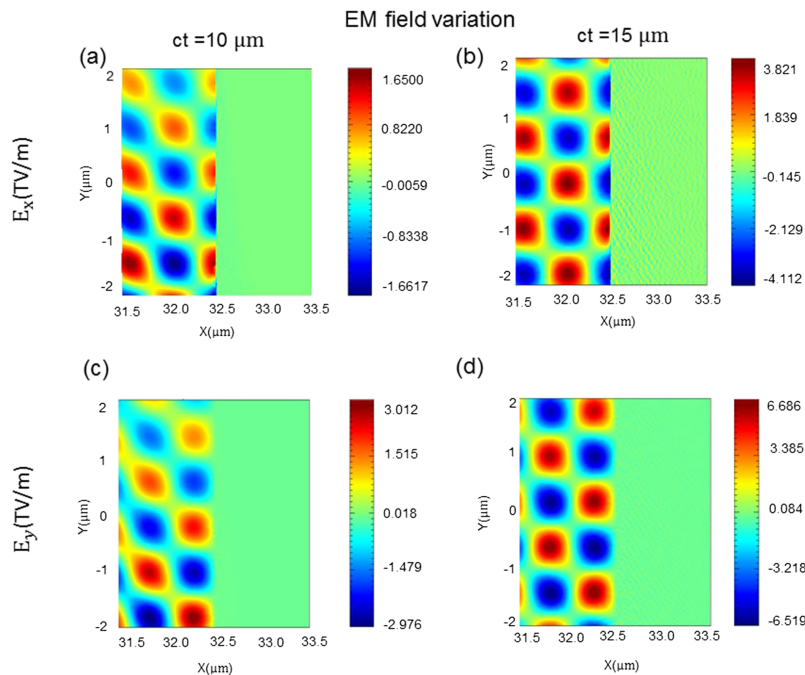 EM field variation
ct =10 μm
ct =15 μm
(a)
(b)
Ex(TV/m)
Y(μm)
2
1
0
-1
-2
31.5 32.0 32.5 33.0 33.5
X(μm)
1.6500
0.8220
-0.0059
-0.8338
-1.6617
Y(μm)
2
1
0
-1
-2
31.5 32.0 32.5 33.0 33.5
X(μm)
3.821
1.839
-0.145
-2.129
-4.112
(c)
(d)
Ey(TV/m)
Y(μm)
2
1
0
-1
-2
31.5 32.0 32.5 33.0 33.5
X(μm)
3.012
1.515
0.018
-1.479
-2.976
Y(μm)
2
1
0
-1
-2
31.5 32.0 32.5 33.0 33.5
X(μm)
6.686
3.385
0.084
-3.218
-6.519